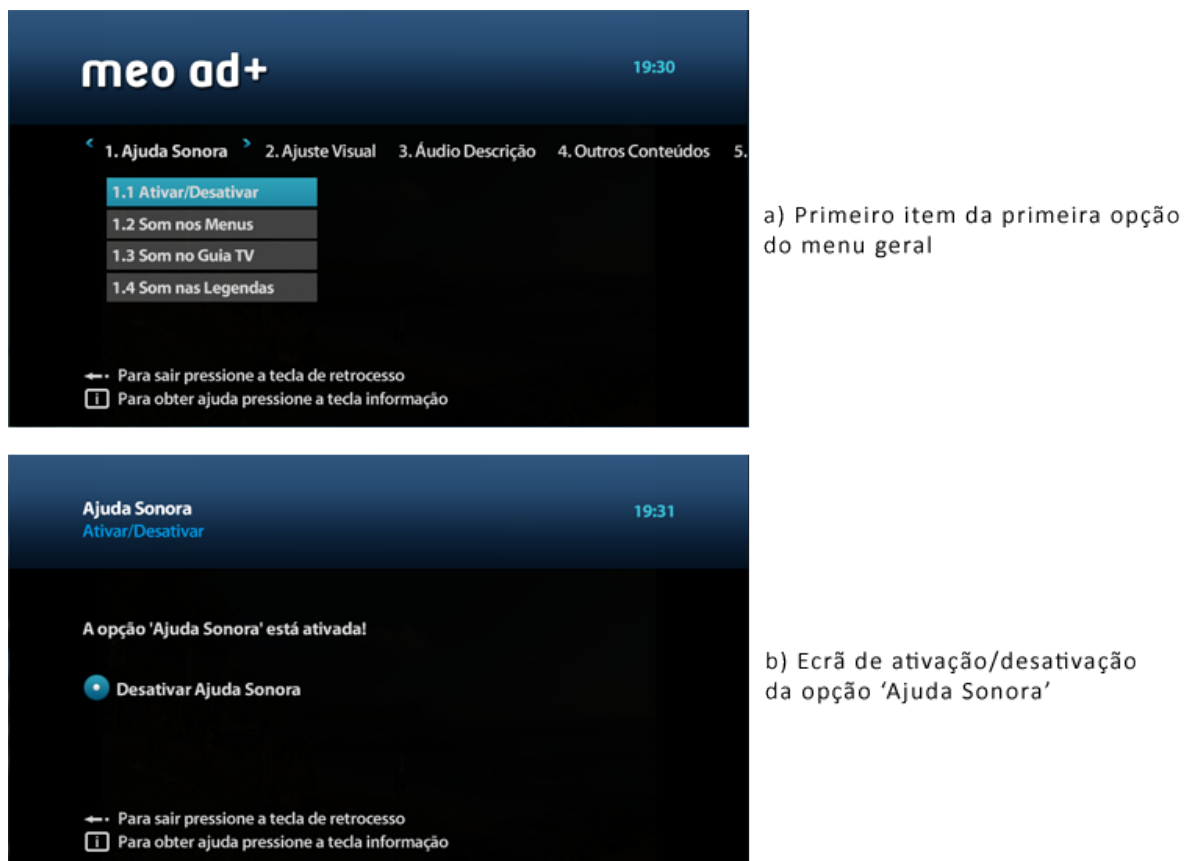 meo ad+
19:30
‹ 1. Ajuda Sonora › 2. Ajuste Visual 3. Áudio Descrição 4. Outros Conteúdos 5.
1.1 Ativar/Desativar
1.2 Som nos Menus
1.3 Som no Guia TV
1.4 Som nas Legendas
Para sair pressione a tecla de retrocesso
i Para obter ajuda pressione a tecla informação
a) Primeiro item da primeira opção
do menu geral
Ajuda Sonora
19:31
Ativar/Desativar
A opção 'Ajuda Sonora' está ativada!
Desativar Ajuda Sonora
Para sair pressione a tecla de retrocesso
i Para obter ajuda pressione a tecla informação
b) Ecrã de ativação/desativação
da opção ‘Ajuda Sonora’